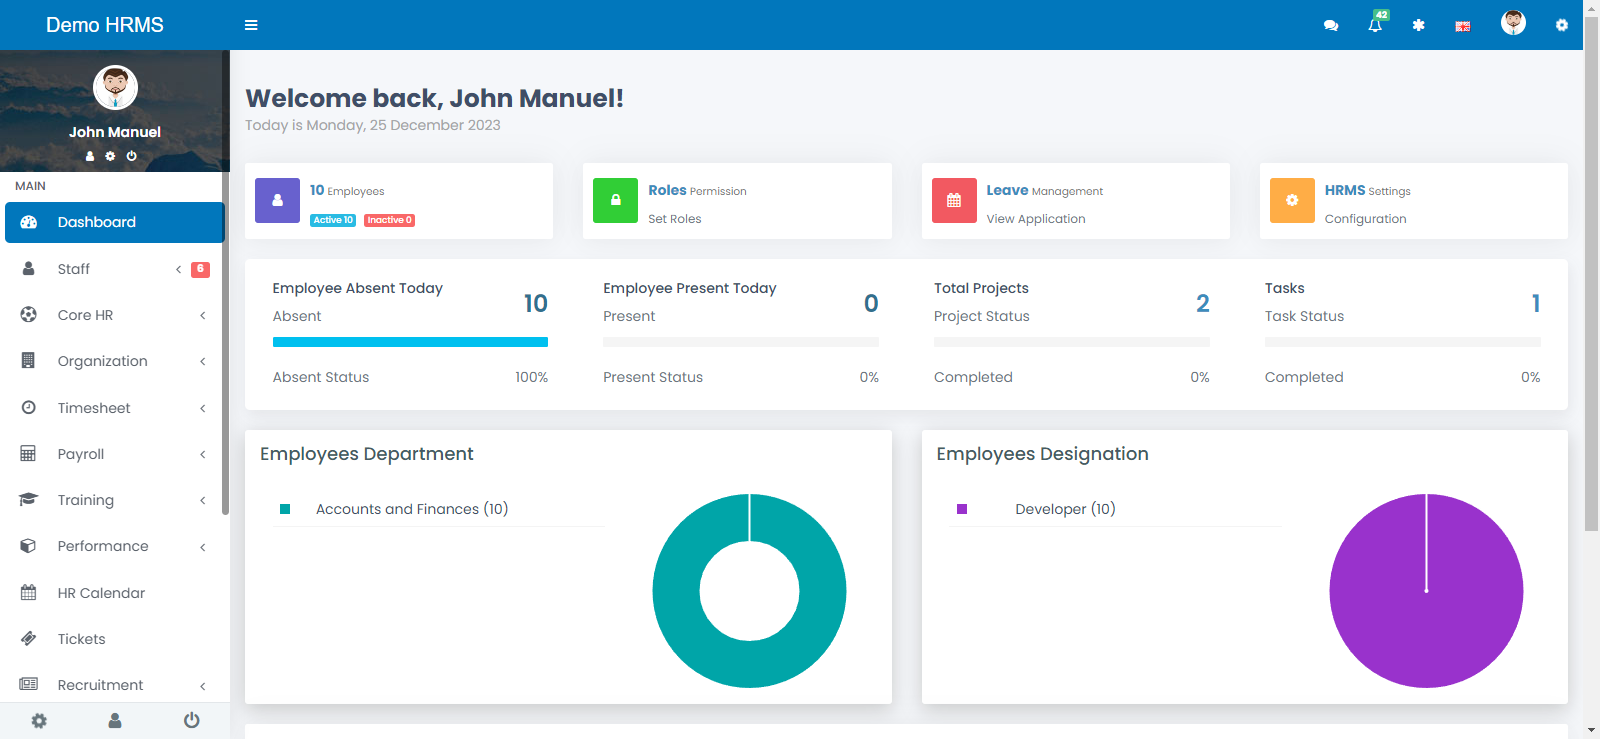 Demo HRMS
42
John Manuel
MAIN
Dashboard
Staff 6
Core HR
Organization
Timesheet
Payroll
Training
Performance
HR Calendar
Tickets
Recruitment
Welcome back, John Manuel!
Today is Monday, 25 December 2023
10 Employees
Active 10 Inactive 0
Roles Permission
Set Roles
Leave Management
View Application
HRMS Settings
Configuration
Employee Absent Today
10
Absent
Absent Status 100%
Employee Present Today
0
Present
Present Status 0%
Total Projects
2
Project Status
Completed 0%
Tasks
1
Task Status
Completed 0%
Employees Department
Accounts and Finances (10)
Employees Designation
Developer (10)